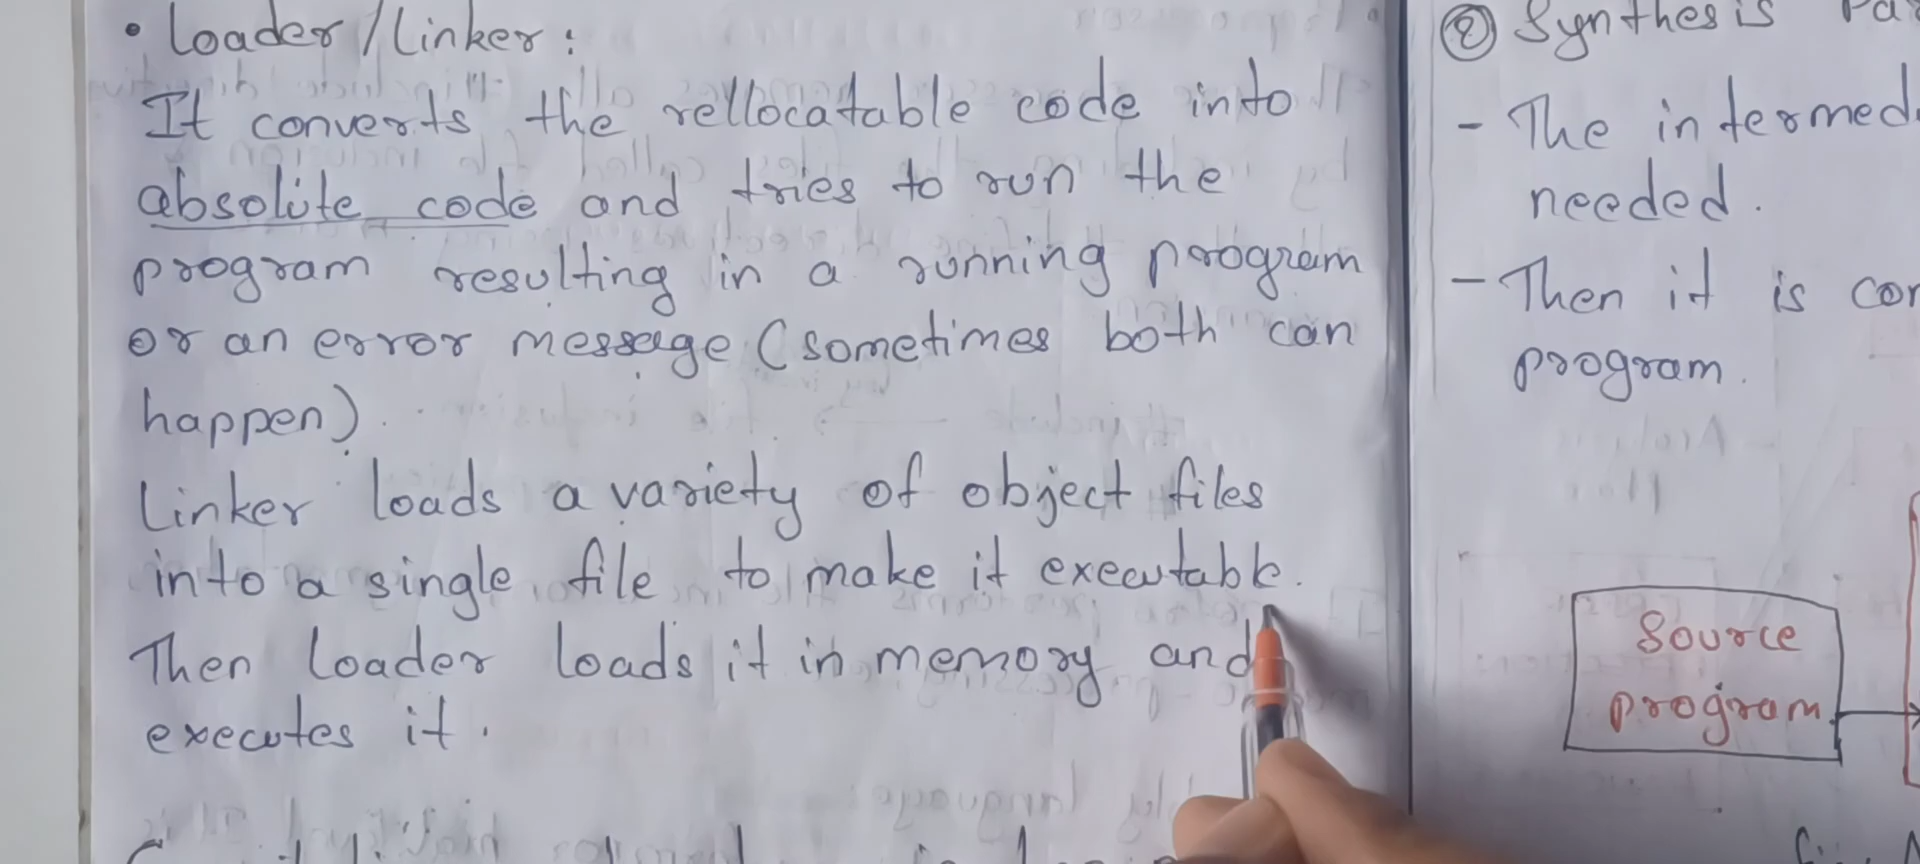 • Loader/Linker:
It converts the rellocatable code into
absolute code and tries to run the
program resulting in a running program
or an error message (sometimes both can
happen).
Linker loads a variety of object files
into a single file to make it executable.
Then Loader loads it in memory and
executes it.
② Synthesis
- The
needed.
- Then it is
program.
Source
program